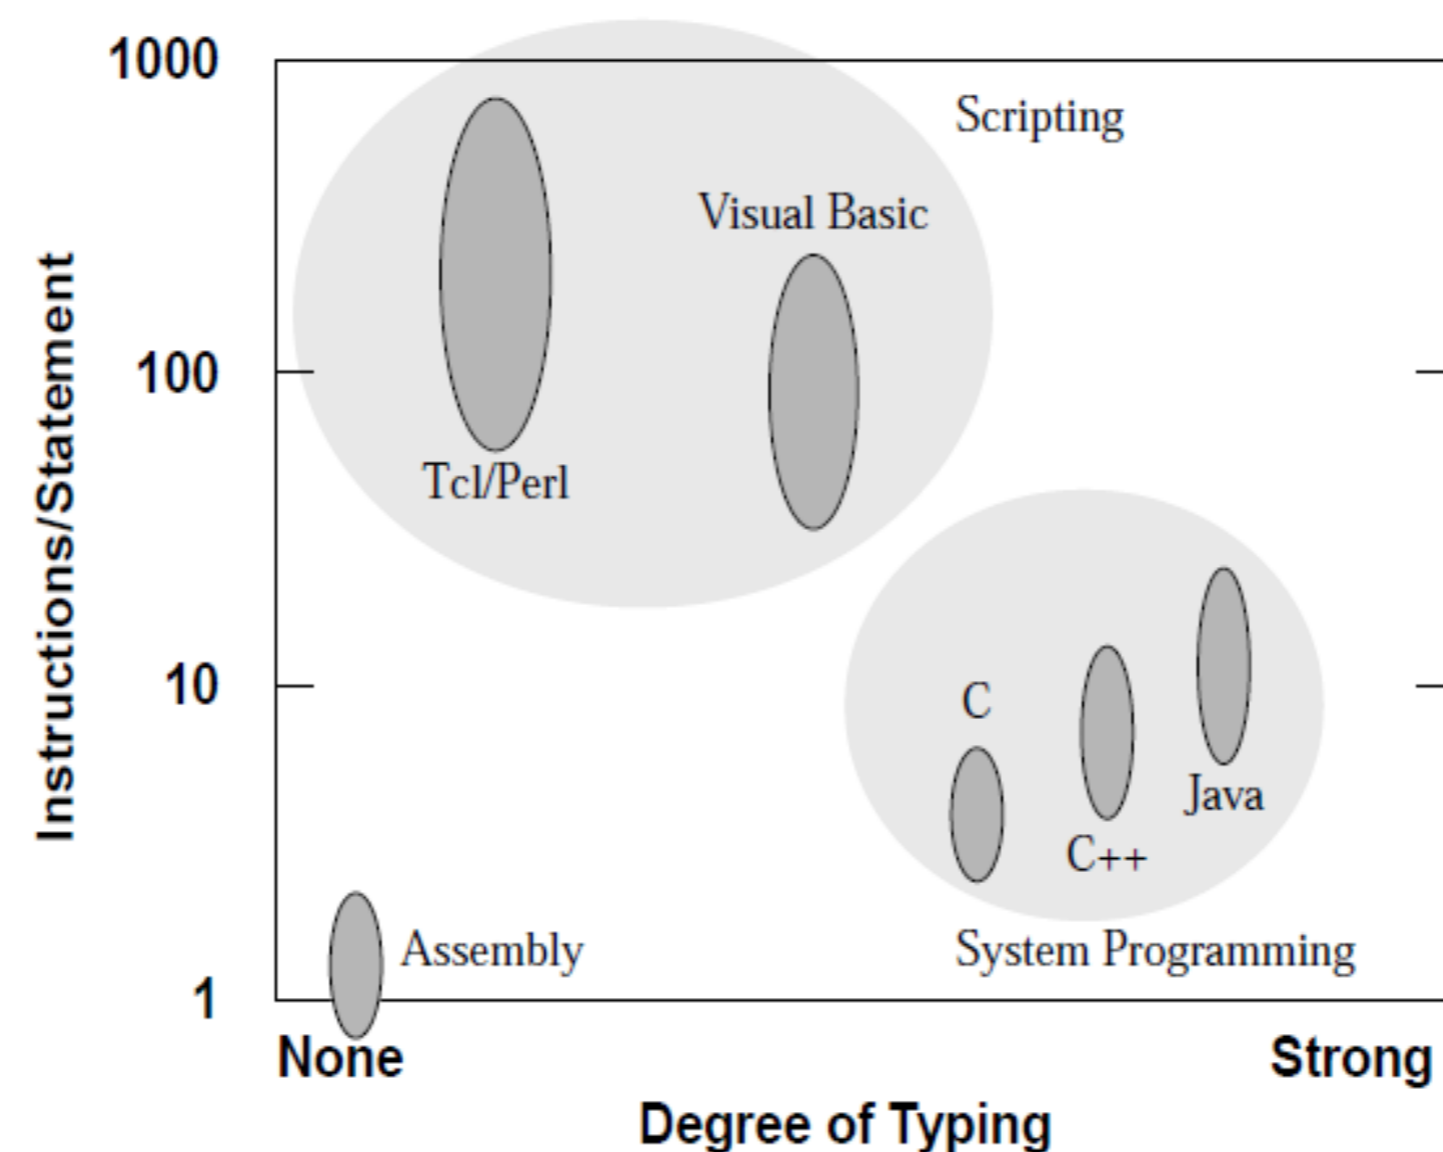 1000
Scripting
Visual Basic
100
Tcl/Perl
Instructions/Statement
10
C
Java
C++
Assembly
System Programming
1
None
Strong
Degree of Typing